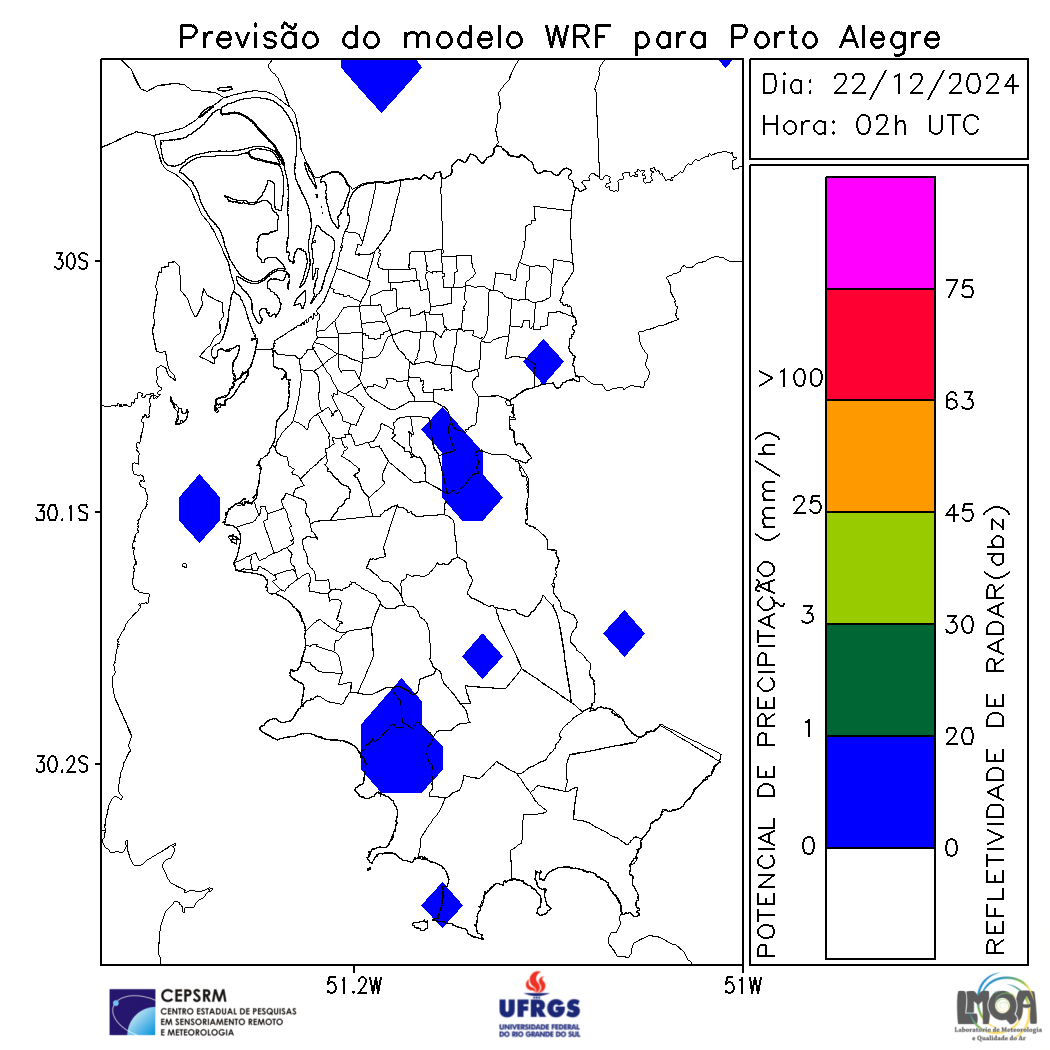 Previsão do modelo WRF para Porto Alegre
Dia: 22/12/2024
Hora: 02h UTC
30S
30.1S
30.2S
51.2W
51W
POTENCIAL DE PRECIPITAÇÃO (mm/h)
>100
25
3
1
0
75
63
45
30
20
0
REFLETIVIDADE DE RADAR(dbz)
CEPSRM
CENTRO ESTADUAL DE PESQUISAS
EM SENSORIAMENTO REMOTO
E METEOROLOGIA
UFRGS
UNIVERSIDADE FEDERAL
DO RIO GRANDE DO SUL
LMQA
Laboratório de Meteorologia
e Qualidade do Ar